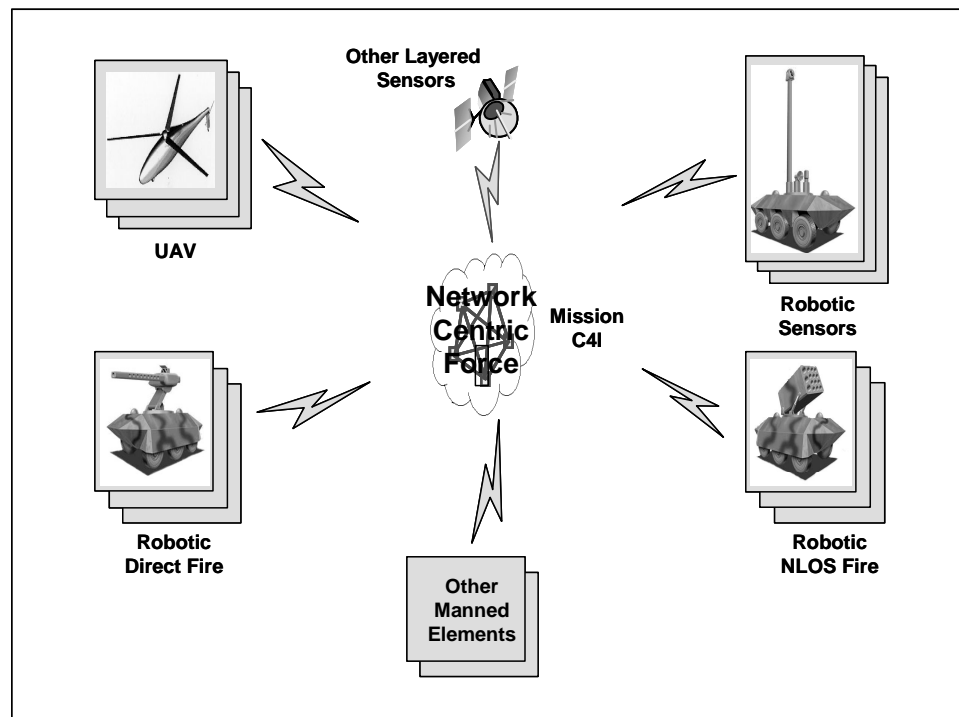 Other Layered
Sensors
UAV
Robotic
Sensors
Network
Centric
Force
Mission
C4I
Robotic
Direct Fire
Robotic
NLOS Fire
Other
Manned
Elements